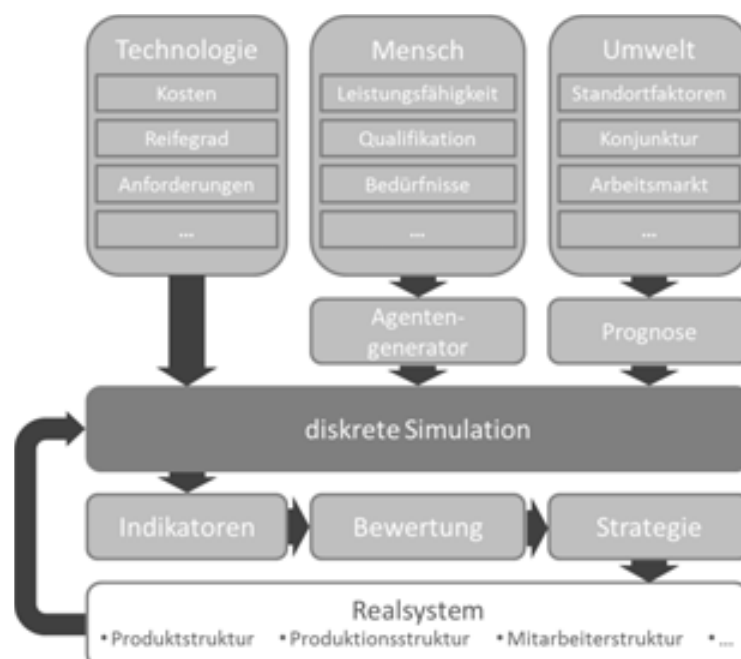 Technologie
Kosten
Reifegrad
Anforderungen
...
Mensch
Leistungsfähigkeit
Qualifikation
Bedürfnisse
...
Umwelt
Standortfaktoren
Konjunktur
Arbeitsmarkt
...
Agenten-
generator
Prognose
diskrete Simulation
Indikatoren
Bewertung
Strategie
Realsystem
• Produktstruktur • Produktionsstruktur • Mitarbeiterstruktur • ...